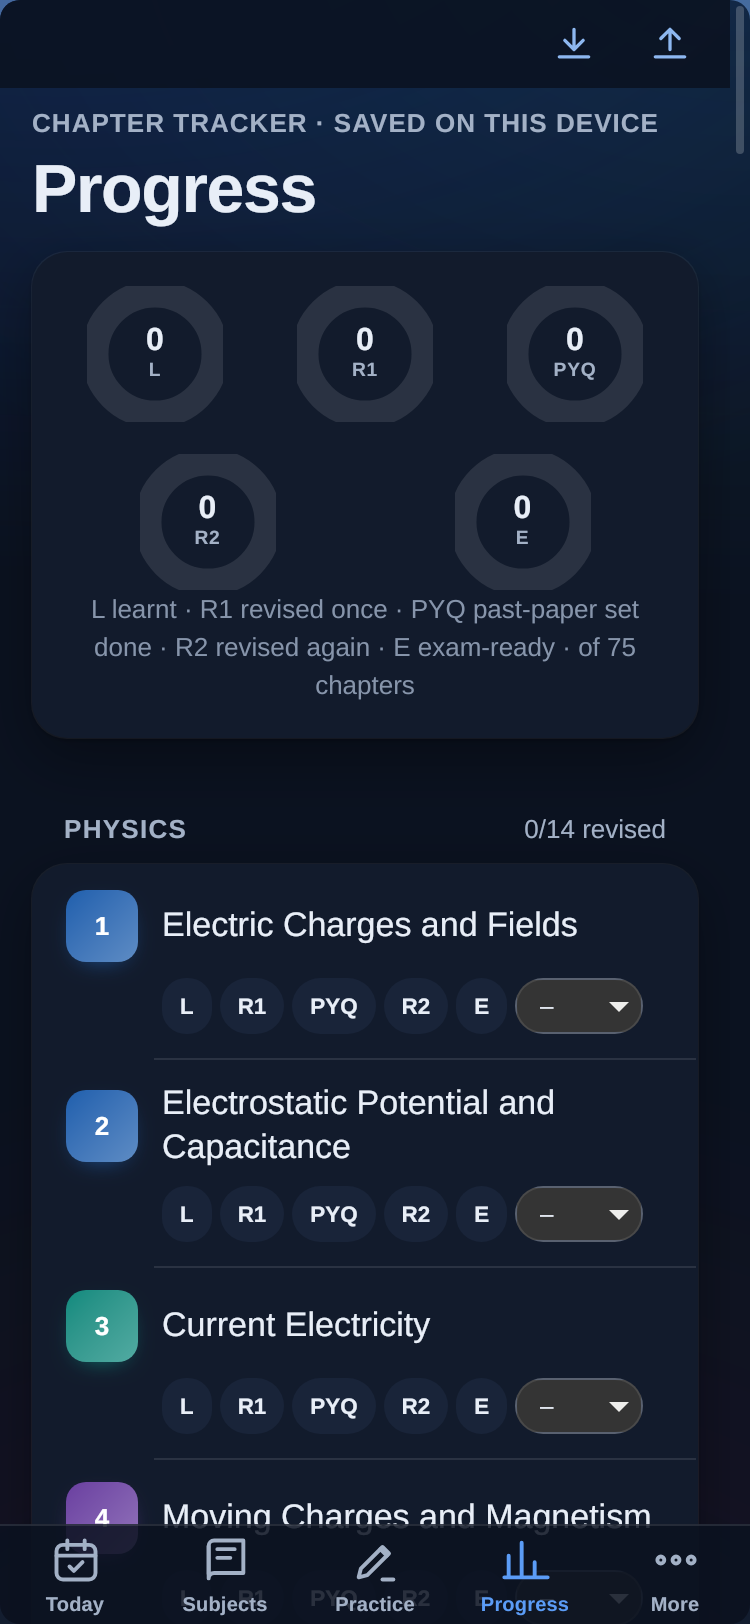 CHAPTER TRACKER · SAVED ON THIS DEVICE
Progress
0
L
0
R1
0
PYQ
0
R2
0
E
L learnt · R1 revised once · PYQ past-paper set
done · R2 revised again · E exam-ready · of 75
chapters
PHYSICS 0/14 revised
1 Electric Charges and Fields
L R1 PYQ R2 E –
2 Electrostatic Potential and
Capacitance
L R1 PYQ R2 E –
3 Current Electricity
L R1 PYQ R2 E –
4 Moving Charges and Magnetism
L R1 PYQ R2 E
Today Subjects Practice Progress More